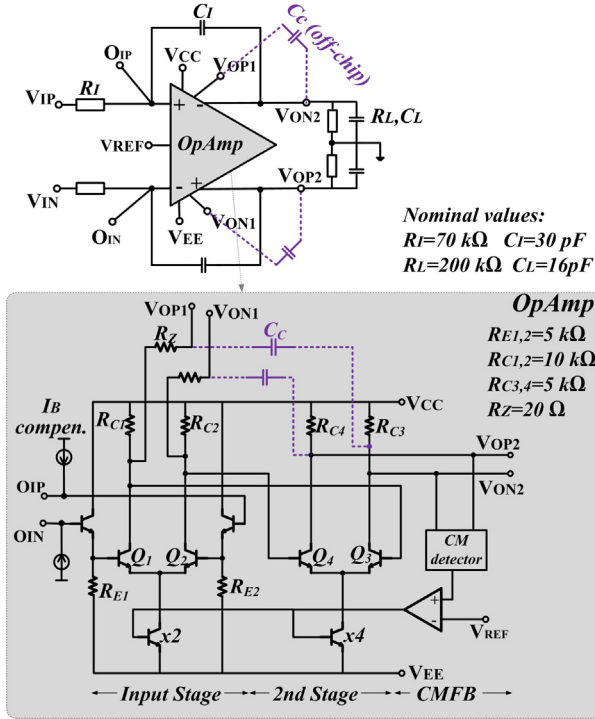 CI
Cc (off-chip)
OIP
VCC
VOP1
VIP
RI
VON2
RL,CL
VREF
OpAmp
VIN
VOP2
OIN
VEE
VON1
Nominal values:
RI=70 kΩ CI=30 pF
RL=200 kΩ CL=16pF
OpAmp
VOP1 VON1
RE1,2=5 kΩ
RZ
CC
RC1,2=10 kΩ
RC3,4=5 kΩ
RZ=20 Ω
VCC
IB
compen.
RC1
RC2
RC4
RC3
VOP2
VON2
OIP
OIN
CM
detector
Q1
Q2
Q4
Q3
RE1
RE2
x2
x4
VREF
VEE
Input Stage
2nd Stage
CMFB